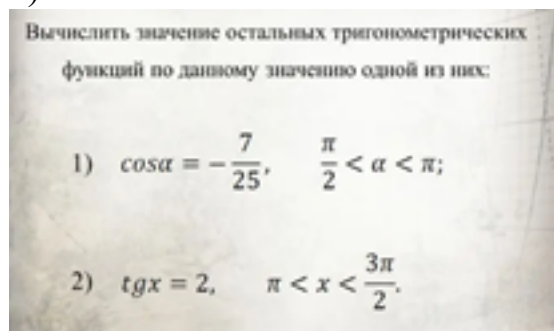 Вычислить значение остальных тригонометрических
функций по данному значению одной из них:
1) cosα = −7/25, π/2 < α < π;
2) tgx = 2, π < x < 3π/2.